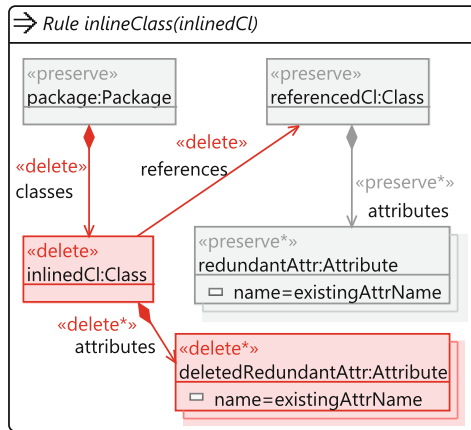 Rule inlineClass(inlinedCl)
«preserve»
package:Package
«preserve»
referencedCl:Class
«delete»
classes
«delete»
references
«preserve*»
attributes
«delete»
inlinedCl:Class
«preserve*»
redundantAttr:Attribute
name=existingAttrName
«delete*»
attributes
«delete*»
deletedRedundantAttr:Attribute
name=existingAttrName